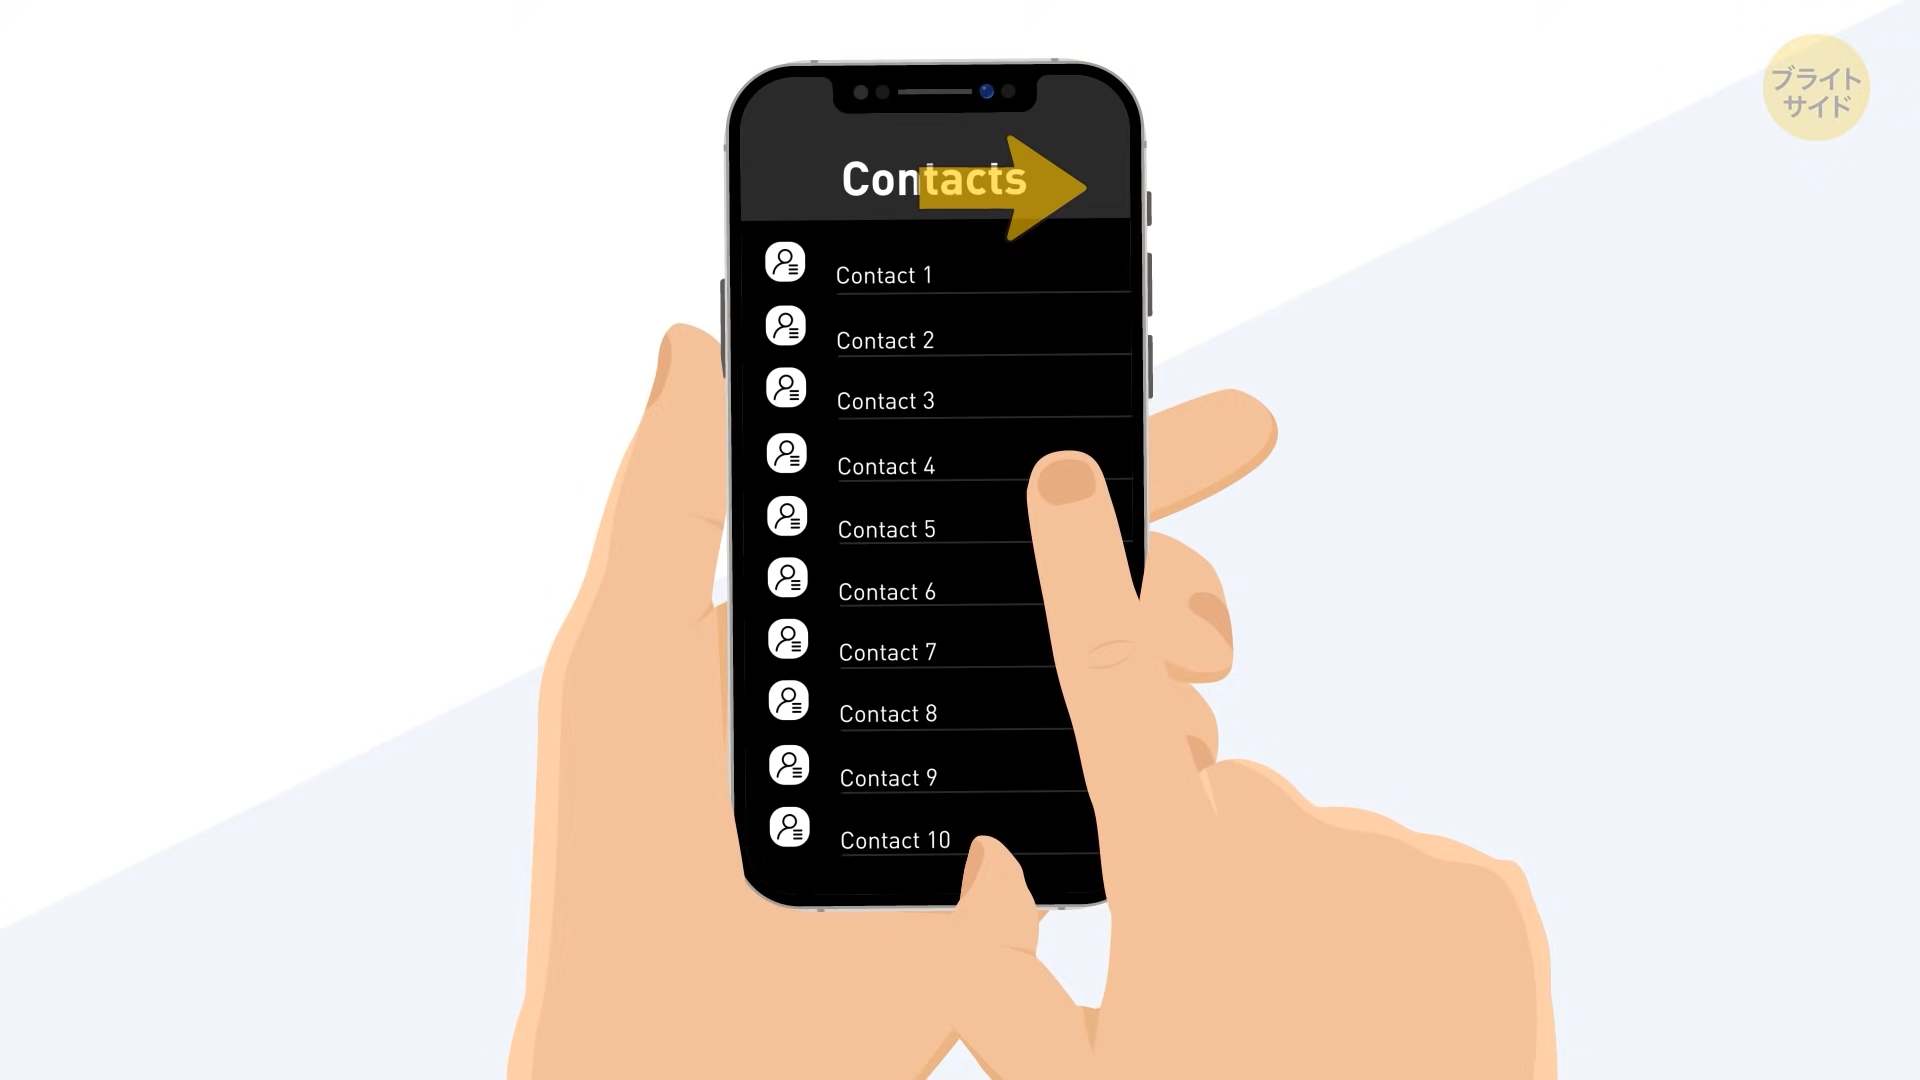 ブライト
サイド
Contacts
Contact 1
Contact 2
Contact 3
Contact 4
Contact 5
Contact 6
Contact 7
Contact 8
Contact 9
Contact 10